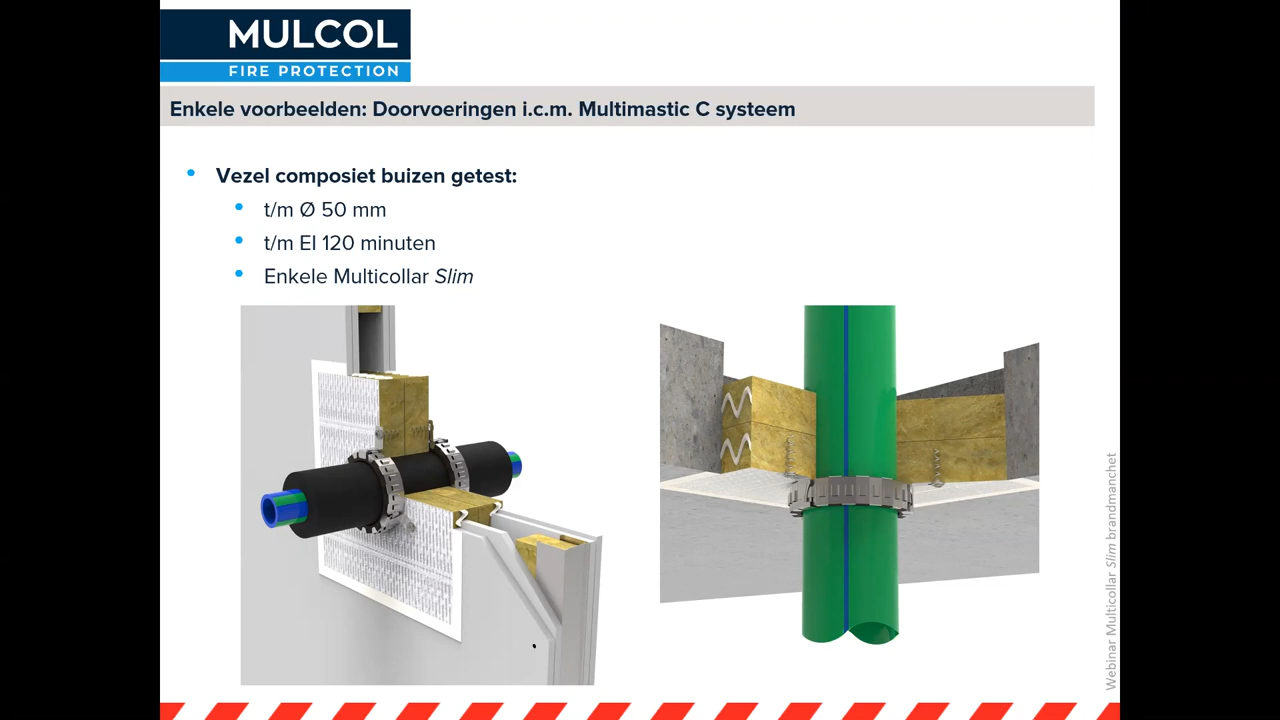 MULCOL
FIRE PROTECTION
Enkele voorbeelden: Doorvoeringen i.c.m. Multimastic C systeem
Vezel composiet buizen getest:
t/m Ø 50 mm
t/m EI 120 minuten
Enkele Multicollar Slim
Webinar Multicollar Slim brandmanchet